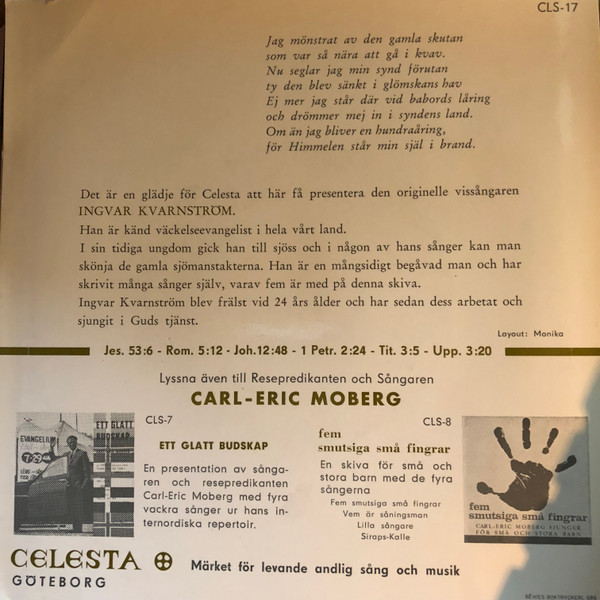 CLS-17
Jag mönstrat av den gamla skutan
som var så nära att gå i kvav.
Nu seglar jag min synd förutan
ty den blev sänkt i glömskans hav
Ej mer jag står där vid babords låring
och drömmer mej in i syndens land.
Om än jag bliver en hundraåring,
för Himmelen står min själ i brand.
Det är en glädje för Celesta att här få presentera den originelle vissångaren
INGVAR KVARNSTRÖM.
Han är känd väckelseevangelist i hela vårt land.
I sin tidiga ungdom gick han till sjöss och i någon av hans sånger kan man
skönja de gamla sjömanstakterna. Han är en mångsidigt begåvad man och har
skrivit många sånger själv, varav fem är med på denna skiva.
Ingvar Kvarnström blev frälst vid 24 års ålder och har sedan dess arbetat och
sjungit i Guds tjänst.
Layout: Monika
Jes. 53:6 - Rom. 5:12 - Joh. 12:48 - 1 Petr. 2:24 - Tit. 3:5 - Upp. 3:20
Lyssna även till Resepredikanten och Sångaren
CARL-ERIC MOBERG
CLS-7
ETT GLATT BUDSKAP
En presentation av sånga-
ren och resepredikanten
Carl-Eric Moberg med fyra
vackra sånger ur hans in-
ternordiska repertoir.
EVANGELIUM
ETT GLATT
BUDSKAP
CLS-8
fem
smutsiga små fingrar
En skiva för små och
stora barn med de fyra
sångerna
Fem smutsiga små fingrar
Vem är såningsman
Lilla sångare
Siraps-Kalle
fem
smutsiga små fingrar
CARL-ERIC MOBERG SJUNGER
FÖR SMÅ OCH STORA BARN
CELESTA
GÖTEBORG
Märket för levande andlig sång och musik